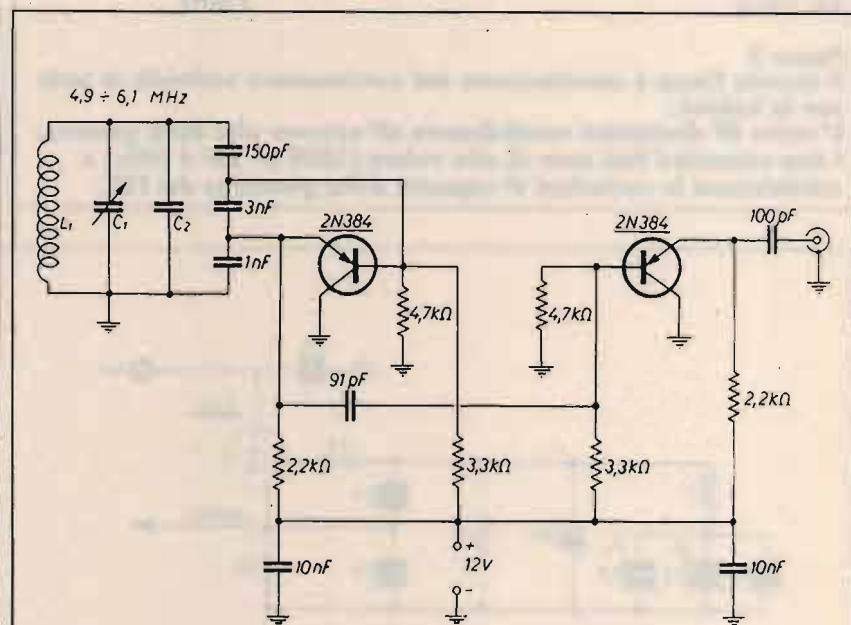 4,9 ÷ 6,1 MHz
150pF
3nF
1nF
L₁
C₁
C₂
2N384
2N384
100pF
4,7kΩ
4,7kΩ
91pF
2,2kΩ
2,2kΩ
3,3kΩ
3,3kΩ
10nF
+
12V
-
10nF